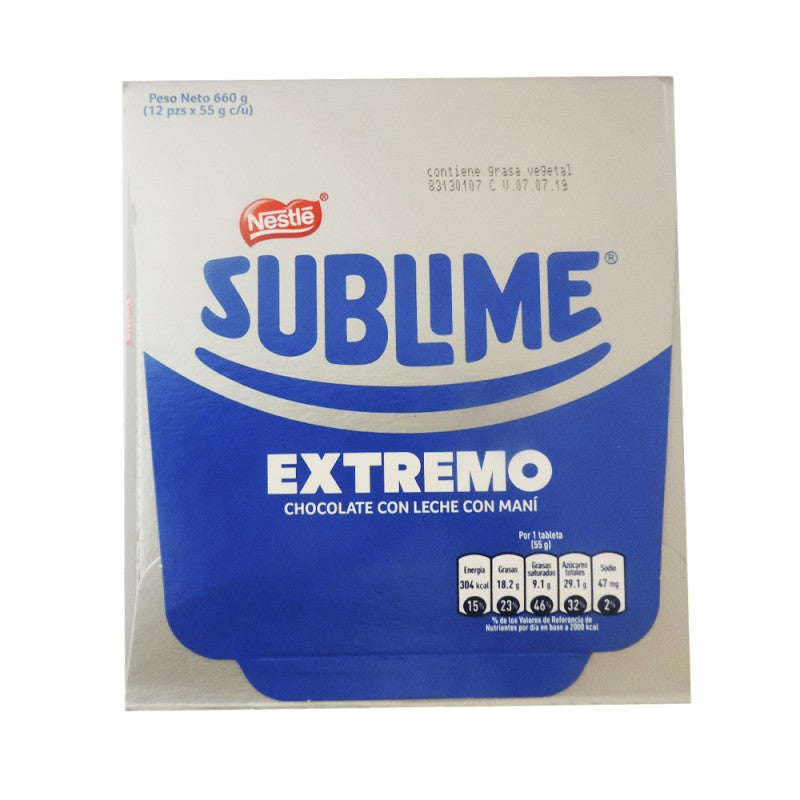 Peso Neto 660 g
(12 pzs x 55 g c/u)
contiene grasa vegetal
83130107 C V.07.07.19
Nestlé®
SUBLIME®
EXTREMO
CHOCOLATE CON LECHE CON MANÍ
Por 1 tableta
(55 g)
Energía Grasas Grasas saturadas Azúcares totales Sodio
304 kcal 18.2 g 9.1 g 29.1 g 47 mg
15% 23% 46% 32% 2%
% de los Valores de Referencia de
Nutrientes por día en base a 2000 kcal